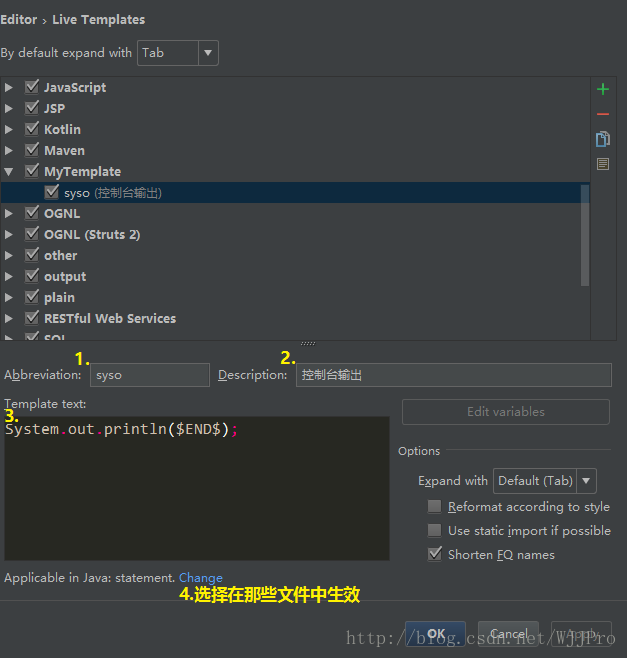 Editor › Live Templates
By default expand with Tab
JavaScript
JSP
Kotlin
Maven
MyTemplate
syso (控制台输出)
OGNL
OGNL (Struts 2)
other
output
plain
RESTful Web Services
SQL
1.
2.
Abbreviation: syso Description: 控制台输出
Template text:
3.
Edit variables
System.out.println($END$);
Options
Expand with Default (Tab)
Reformat according to style
Use static import if possible
Shorten FQ names
Applicable in Java: statement. Change
4.选择在那些文件中生效
OK Cancel Apply
http://blog.csdn.net/WjjPro